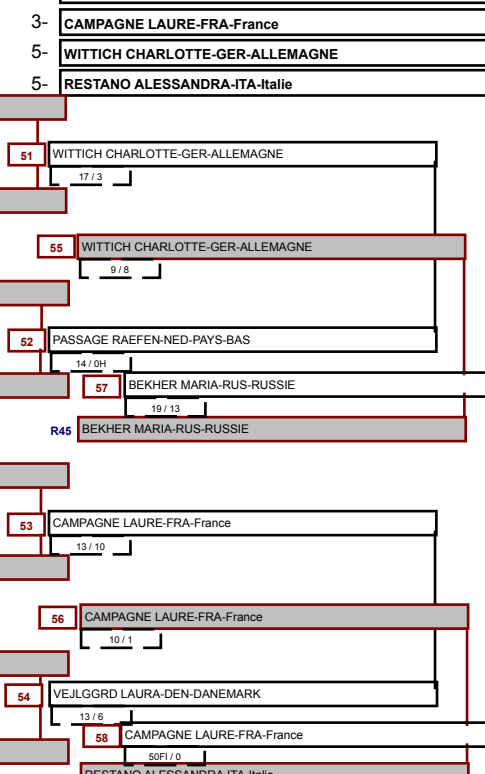 3- CAMPAGNE LAURE-FRA-France
5- WITTICH CHARLOTTE-GER-ALLEMAGNE
5- RESTANO ALESSANDRA-ITA-Italie
51 WITTICH CHARLOTTE-GER-ALLEMAGNE
17 / 3
55 WITTICH CHARLOTTE-GER-ALLEMAGNE
9 / 8
52 PASSAGE RAEFEN-NED-PAYS-BAS
14 / 0H
57 BEKHER MARIA-RUS-RUSSIE
19 / 13
R45 BEKHER MARIA-RUS-RUSSIE
53 CAMPAGNE LAURE-FRA-France
13 / 10
56 CAMPAGNE LAURE-FRA-France
10 / 1
54 VEJLGGRD LAURA-DEN-DANEMARK
13 / 6
58 CAMPAGNE LAURE-FRA-France
50FI / 0
RESTANO ALESSANDRA-ITA-Italie